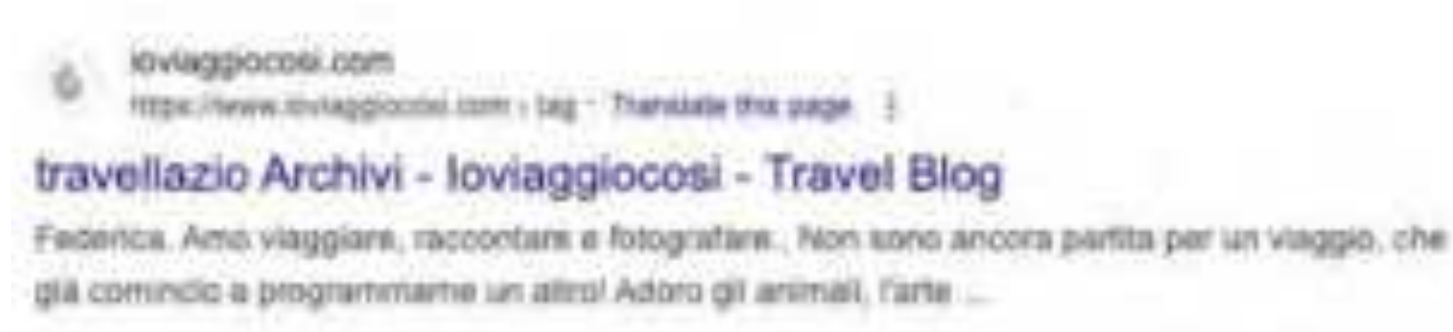 ioviaggiocosi.com
https://www.ioviaggiocosi.com › tag · Translate this page
travellazio Archivi - Ioviaggiocosi - Travel Blog
Federica. Amo viaggiare, raccontare e fotografare., Non sono ancora partita per un viaggio, che
già comincio a programmarne un altro! Adoro gli animali, l'arte ...